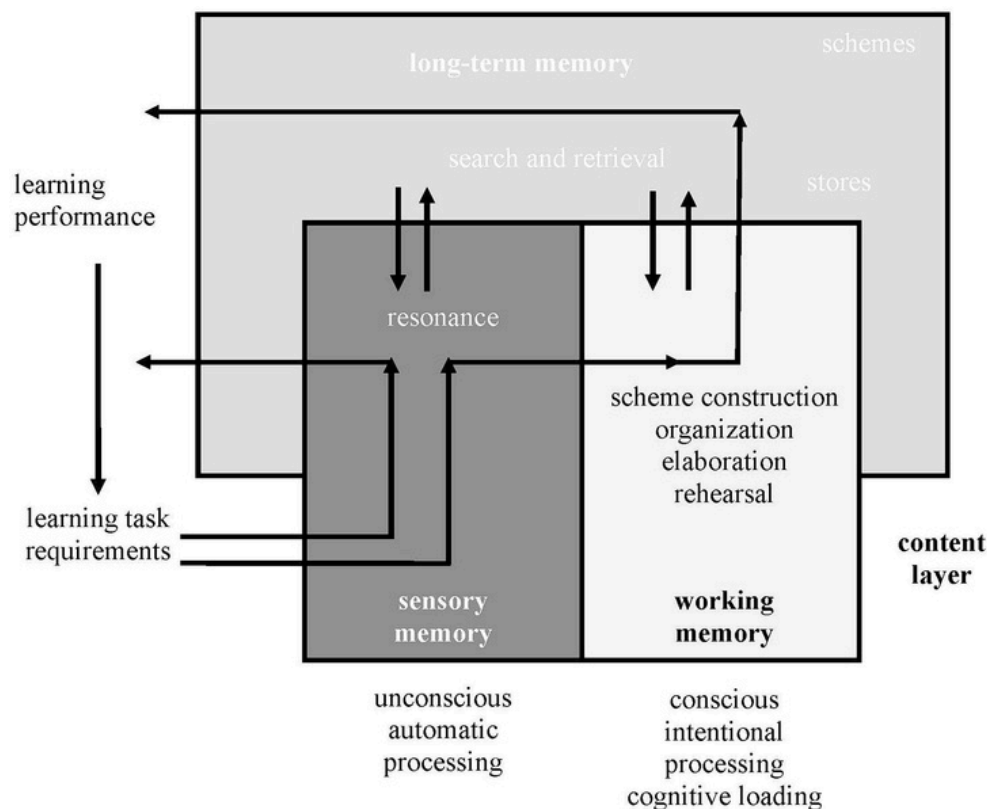 schemes
long-term memory
search and retrieval
stores
learning
performance
resonance
scheme construction
organization
elaboration
rehearsal
learning task
requirements
content
layer
sensory
memory
working
memory
unconscious
automatic
processing
conscious
intentional
processing
cognitive loading